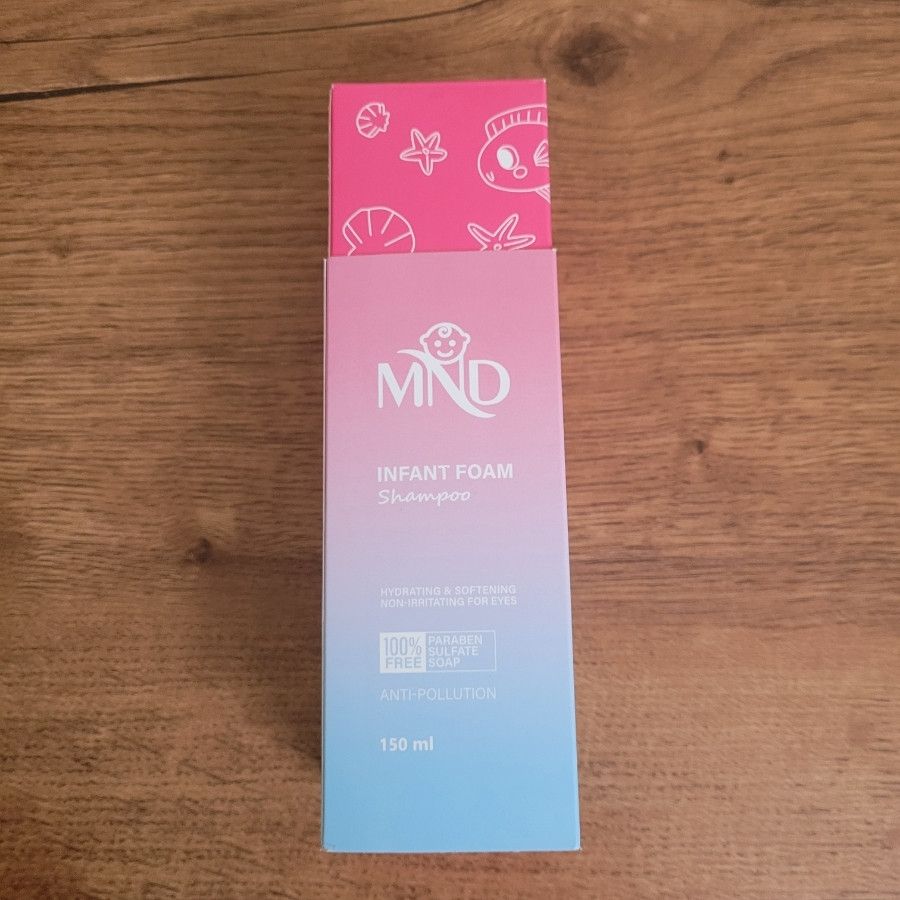 MND
INFANT FOAM
Shampoo
HYDRATING & SOFTENING
NON-IRRITATING FOR EYES
100% FREE
PARABEN
SULFATE
SOAP
ANTI-POLLUTION
150 ml